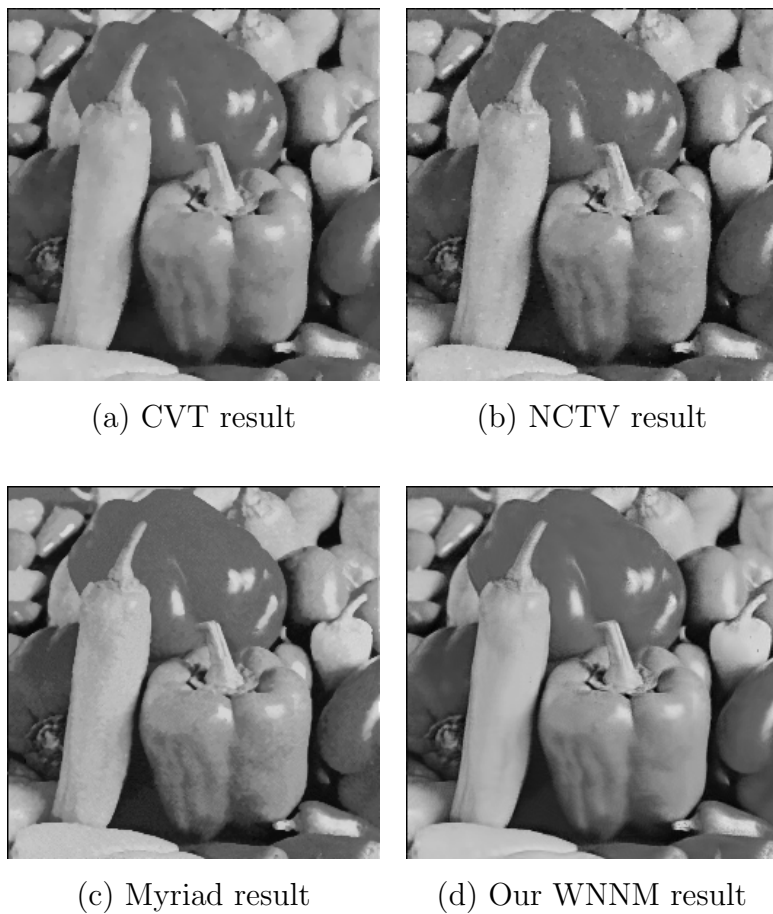 (a) CVT result
(b) NCTV result
(c) Myriad result
(d) Our WNNM result